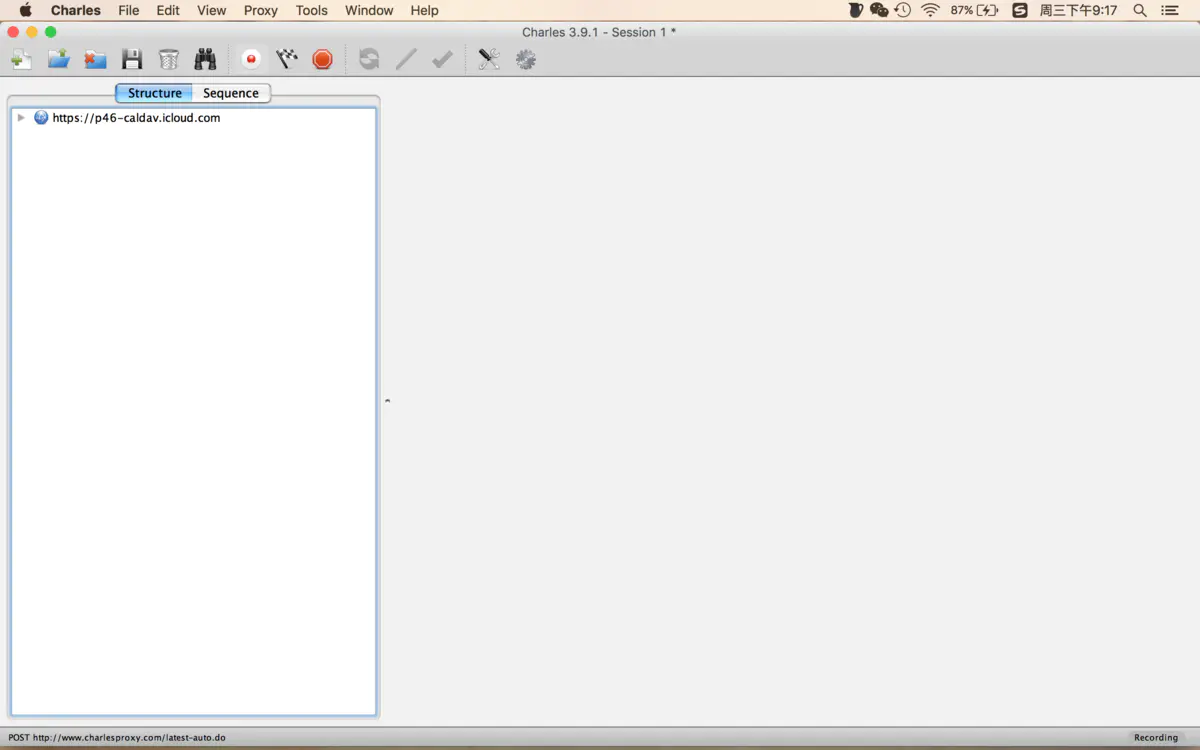 Charles File Edit View Proxy Tools Window Help 87% 周三下午9:17
Charles 3.9.1 - Session 1 *
Structure Sequence
https://p46-caldav.icloud.com
POST http://www.charlesproxy.com/latest-auto.do Recording